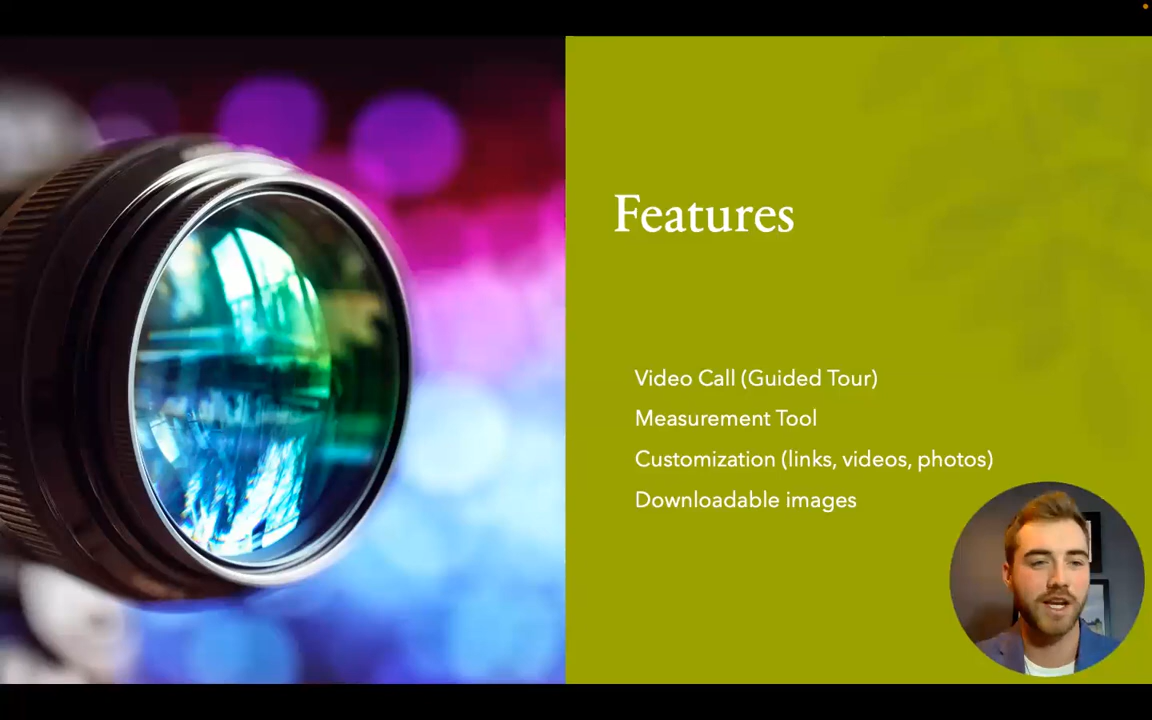 Features
Video Call (Guided Tour)
Measurement Tool
Customization (links, videos, photos)
Downloadable images